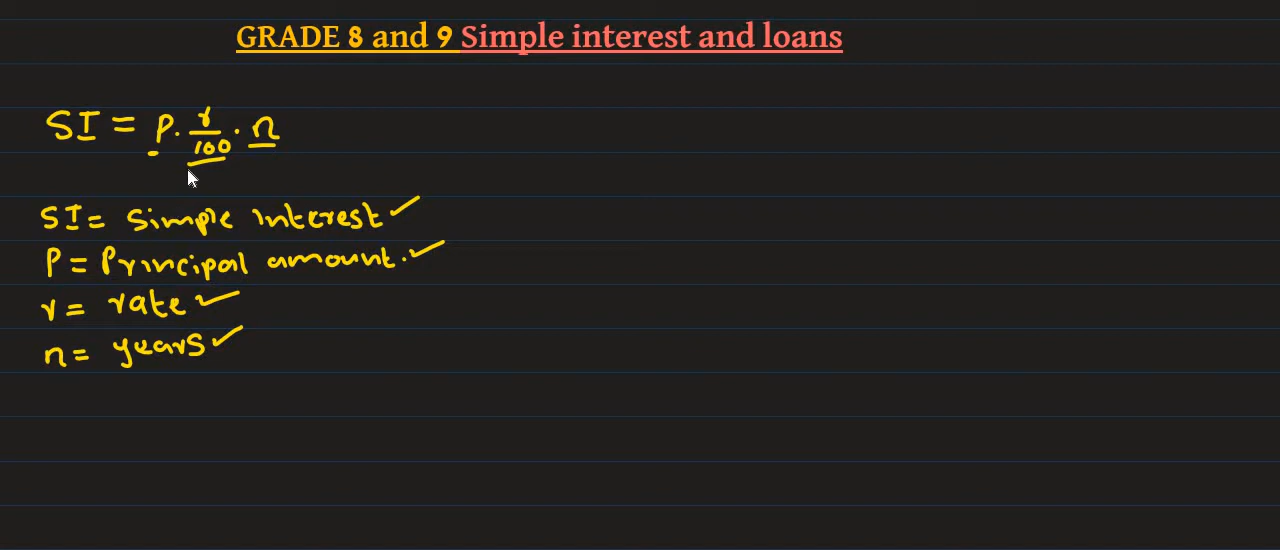 GRADE 8 and 9 Simple interest and loans
SI = P. r/100 . n
SI = Simple interest ✓
P = Principal amount. ✓
r = rate ✓
n = years ✓